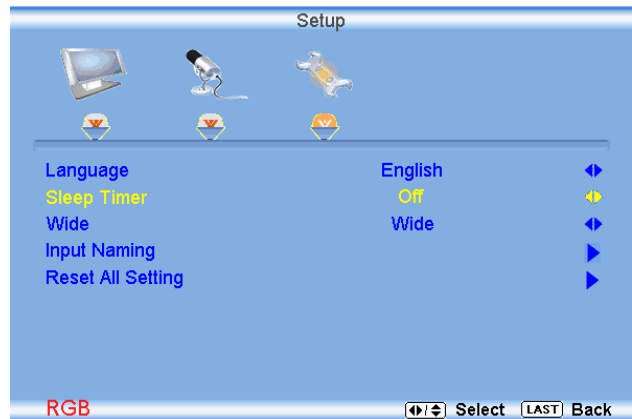 Setup
Language English
Sleep Timer Off
Wide Wide
Input Naming
Reset All Setting
RGB Select LAST Back